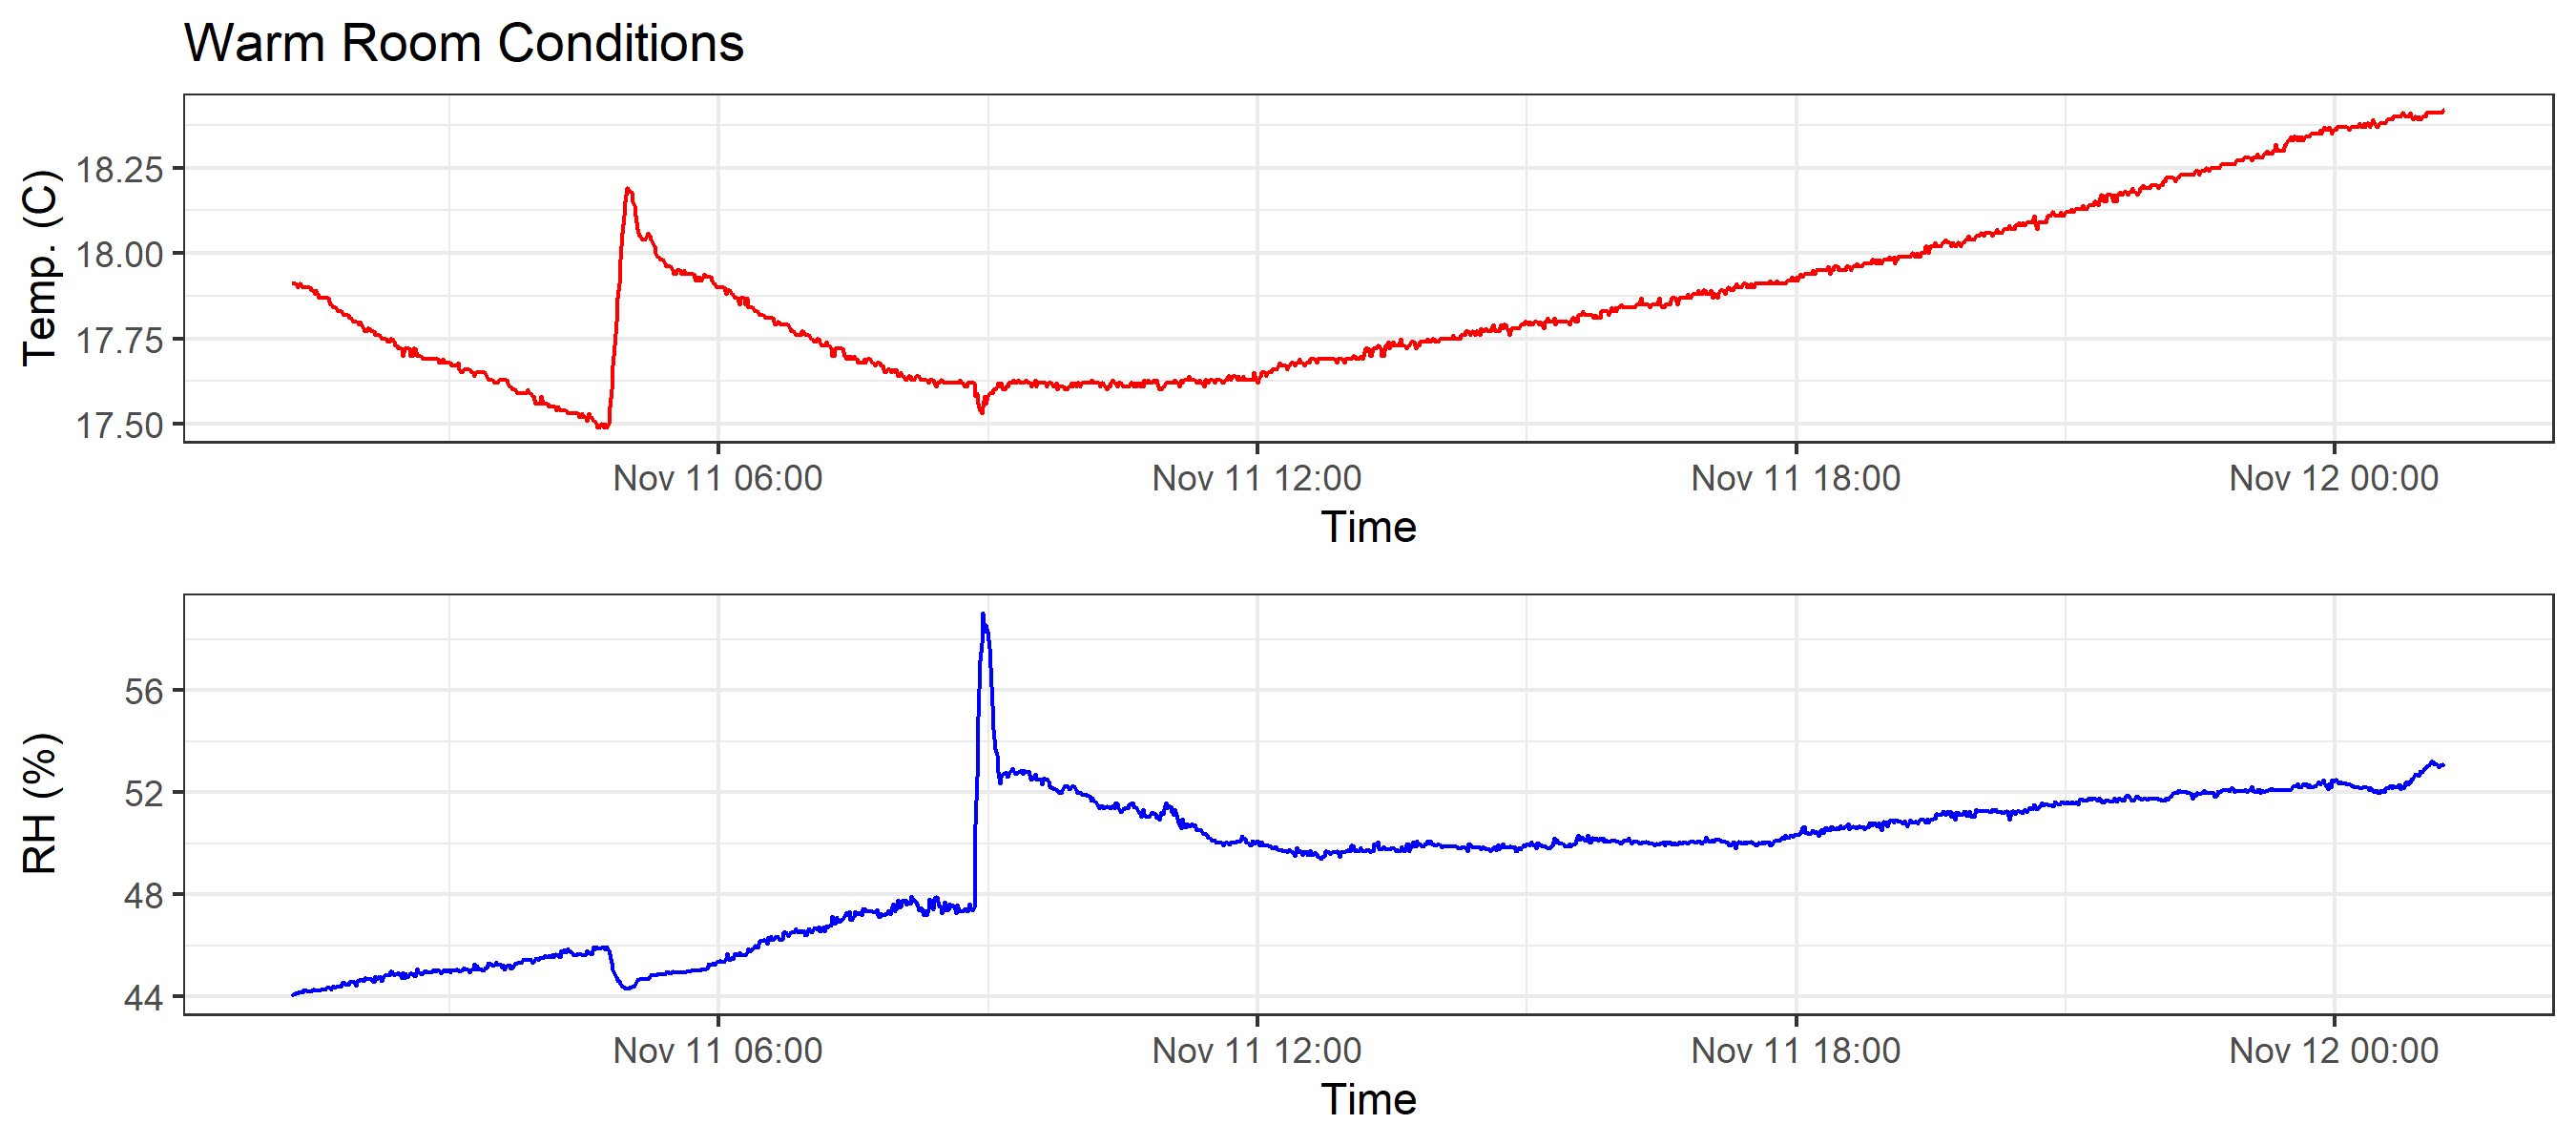 Warm Room Conditions
Temp. (C)
18.25
18.00
17.75
17.50
Nov 11 06:00 Nov 11 12:00 Nov 11 18:00 Nov 12 00:00
Time
RH (%)
56
52
48
44
Nov 11 06:00 Nov 11 12:00 Nov 11 18:00 Nov 12 00:00
Time